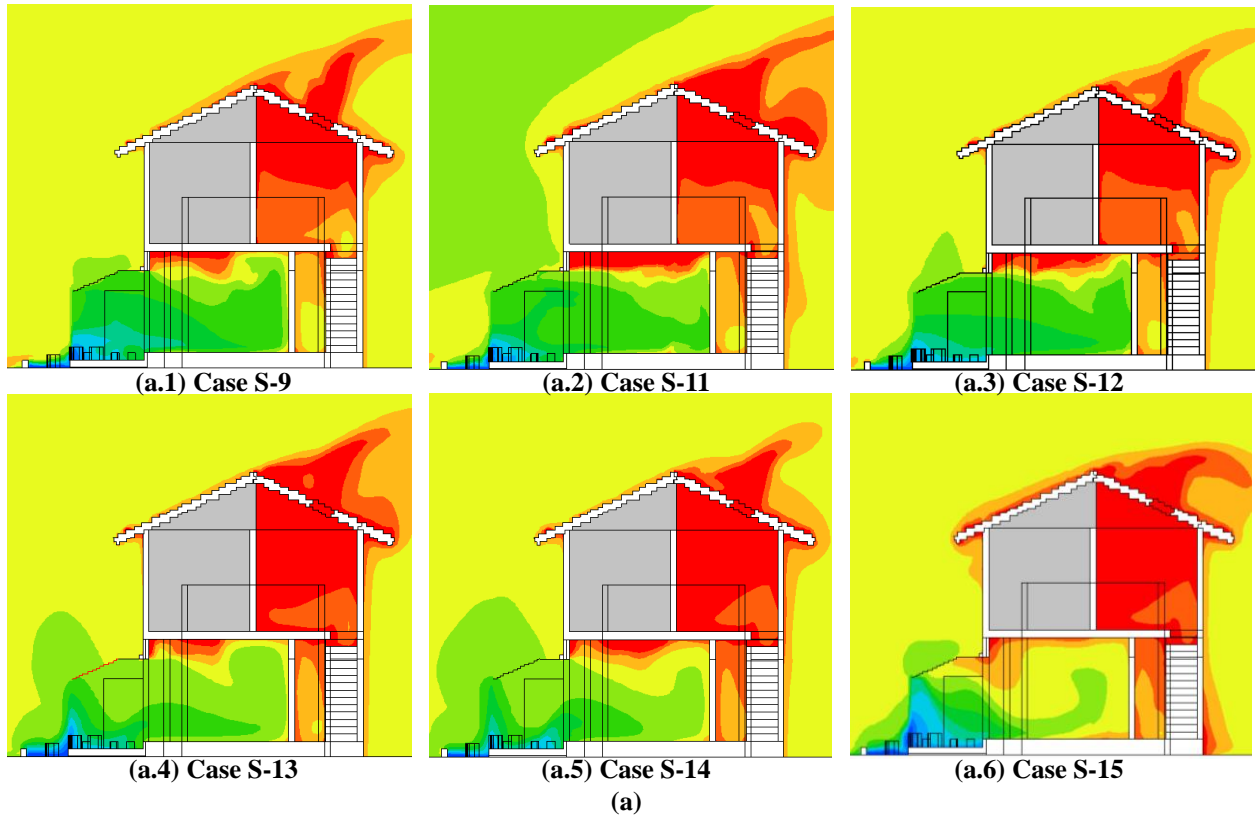 (a.1) Case S-9
(a.2) Case S-11
(a.3) Case S-12
(a.4) Case S-13
(a.5) Case S-14
(a.6) Case S-15
(a)